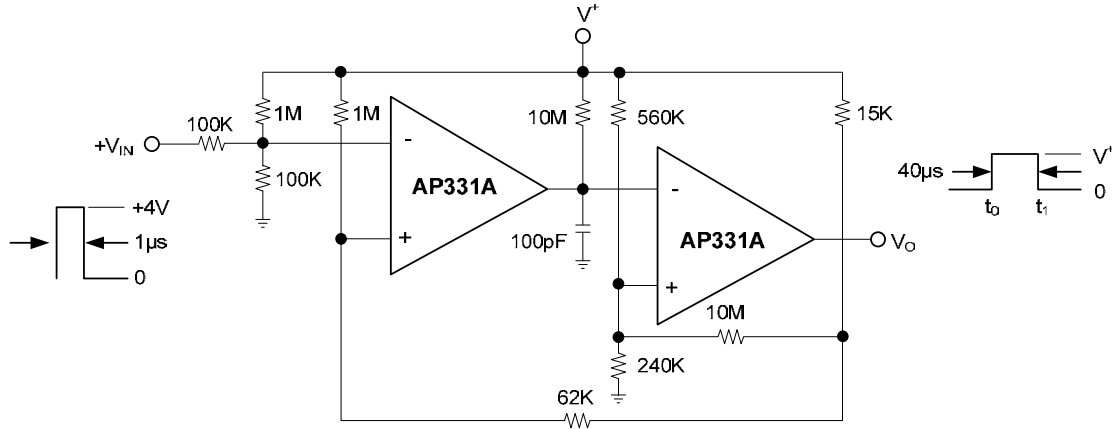 V+
1M
1M
10M
560K
15K
100K
+VIN
100K
-
+
AP331A
100pF
-
+
AP331A
VO
10M
240K
62K
+4V
1µs
0
40µs
V+
0
t0
t1